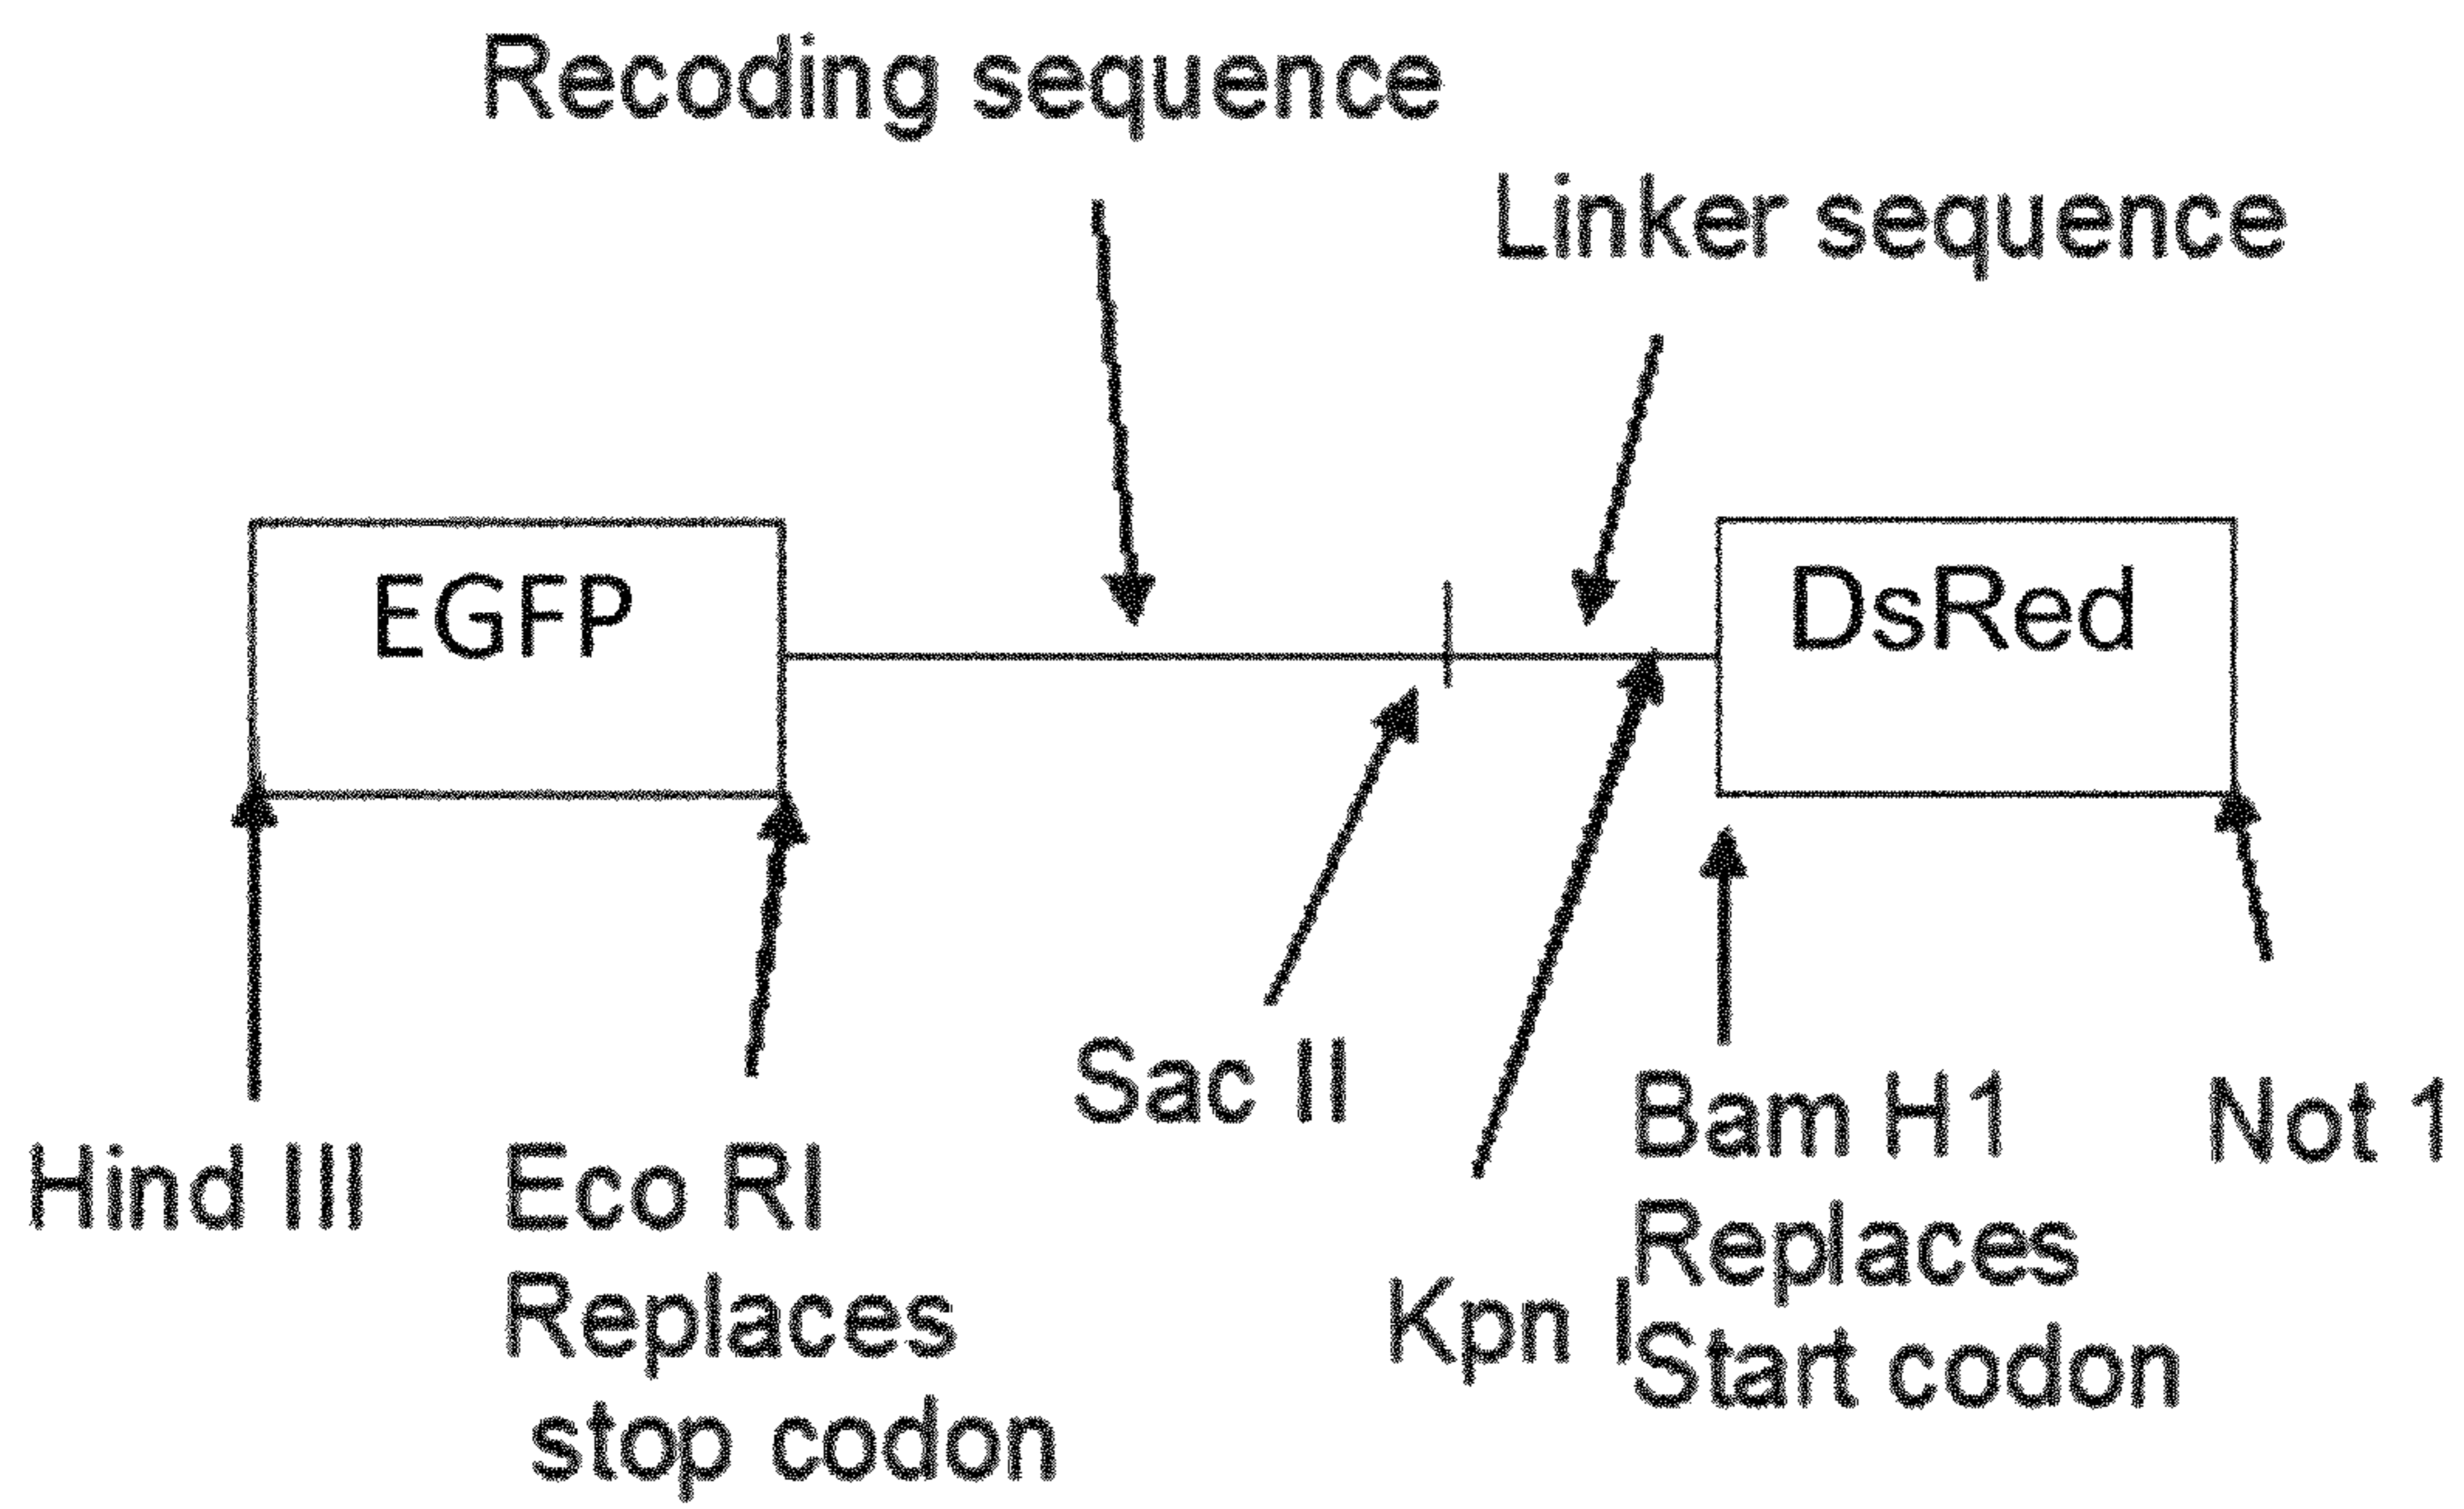 Recoding sequence
Linker sequence
EGFP
DsRed
Hind III
Eco RI
Replaces
stop codon
Sac II
Kpn I
Bam H1
Replaces
Start codon
Not 1